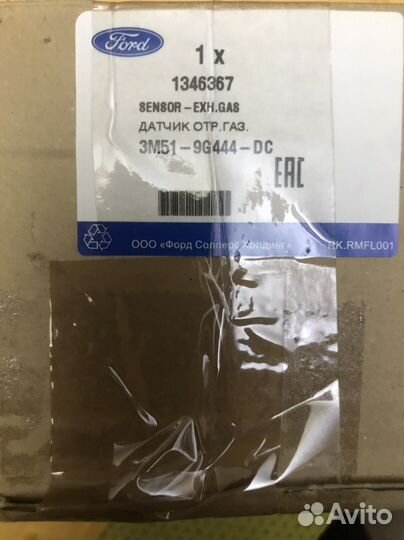 Ford
1 x
1346367
SENSOR-EXH.GAS
ДАТЧИК ОТР.ГАЗ.
3M51-9G444-DC
EAC
ООО «Форд Соллерс Холдинг»
RK.RMFL001
Avito